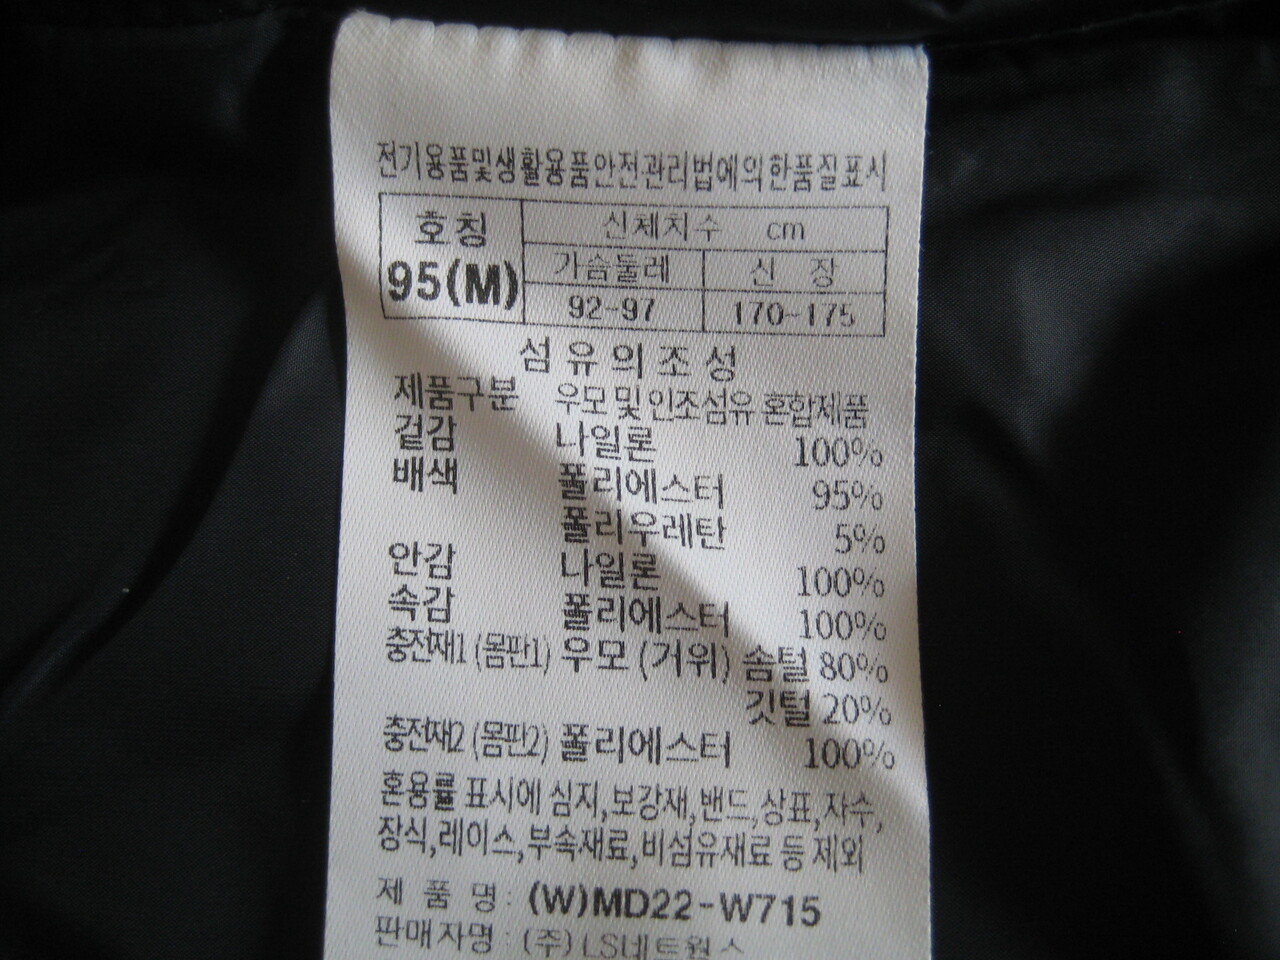 전기용품및생활용품안전관리법에의한품질표시
호칭 신체치수 cm
가슴둘레 신 장
95(M) 92-97 170-175
섬유의조성
제품구분 우모 및 인조섬유 혼합제품
겉감 나일론 100%
배색 폴리에스터 95%
폴리우레탄 5%
안감 나일론 100%
속감 폴리에스터 100%
충전재1 (몸판1) 우모 (거위) 솜털 80%
깃털 20%
충전재2 (몸판2) 폴리에스터 100%
혼용률 표시에 심지,보강재,밴드,상표,자수,
장식,레이스,부속재료,비섬유재료 등 제외
제 품 명 : (W)MD22-W715
판매자명 : (주) LS네트웍스